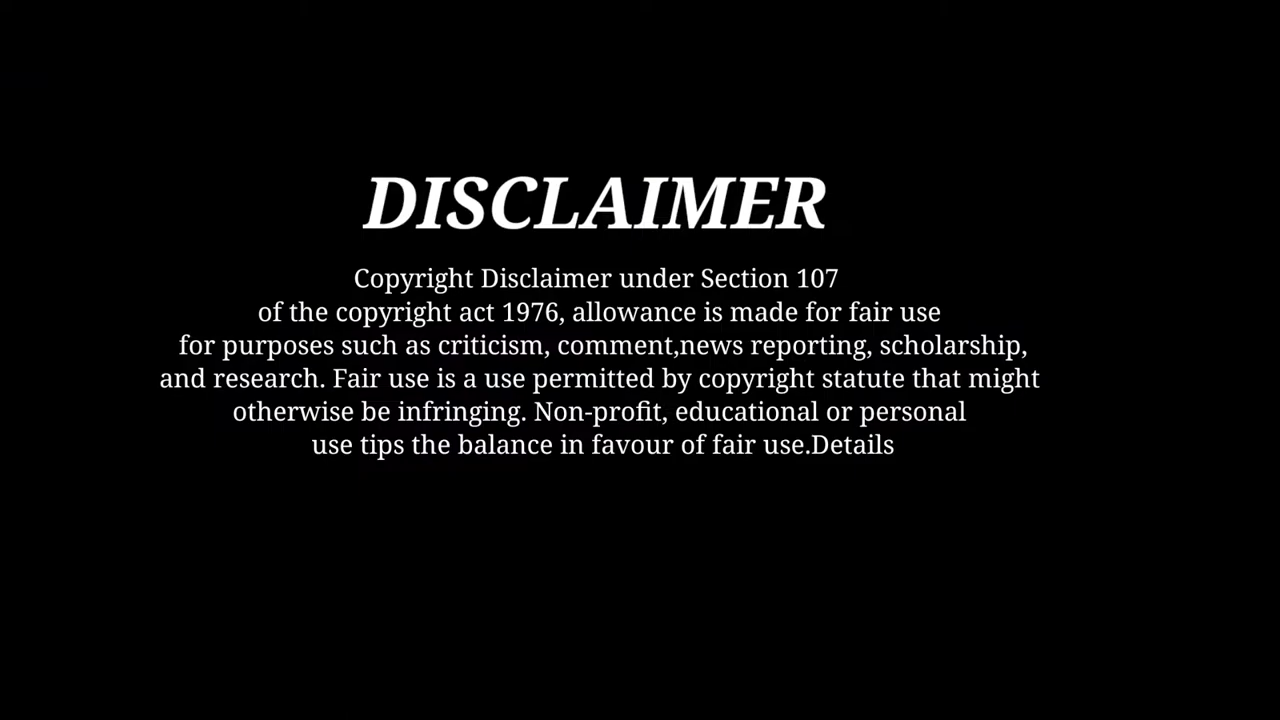 DISCLAIMER
Copyright Disclaimer under Section 107
of the copyright act 1976, allowance is made for fair use
for purposes such as criticism, comment,news reporting, scholarship,
and research. Fair use is a use permitted by copyright statute that might
otherwise be infringing. Non-profit, educational or personal
use tips the balance in favour of fair use.Details